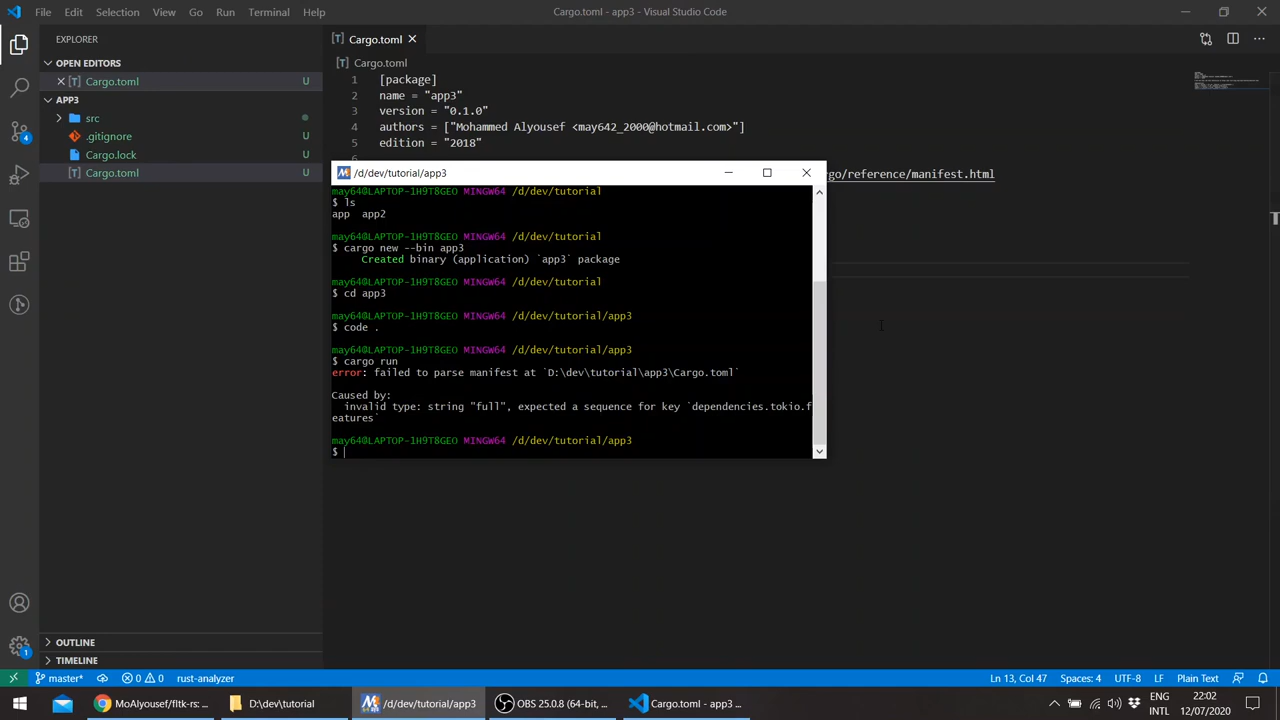 File Edit Selection View Go Run Terminal Help
Cargo.toml - app3 - Visual Studio Code
EXPLORER
OPEN EDITORS
Cargo.toml U
APP3
src
.gitignore U
Cargo.lock U
Cargo.toml U
OUTLINE
TIMELINE
Cargo.toml
Cargo.toml
1 [package]
2 name = "app3"
3 version = "0.1.0"
4 authors = ["Mohammed Alyousef <may642_2000@hotmail.com>"]
5 edition = "2018"
6
go/reference/manifest.html
/d/dev/tutorial/app3
may64@LAPTOP-1H9T8GEO MINGW64 /d/dev/tutorial
$ ls
app app2
may64@LAPTOP-1H9T8GEO MINGW64 /d/dev/tutorial
$ cargo new --bin app3
Created binary (application) `app3` package
may64@LAPTOP-1H9T8GEO MINGW64 /d/dev/tutorial
$ cd app3
may64@LAPTOP-1H9T8GEO MINGW64 /d/dev/tutorial/app3
$ code .
may64@LAPTOP-1H9T8GEO MINGW64 /d/dev/tutorial/app3
$ cargo run
error: failed to parse manifest at `D:\dev\tutorial\app3\Cargo.toml`
Caused by:
invalid type: string "full", expected a sequence for key `dependencies.tokio.f
eatures`
may64@LAPTOP-1H9T8GEO MINGW64 /d/dev/tutorial/app3
$
4
1
master* 0 0 rust-analyzer
Ln 13, Col 47 Spaces: 4 UTF-8 LF Plain Text
MoAlyousef/fltk-rs: ... D:\dev\tutorial /d/dev/tutorial/app3 OBS 25.0.8 (64-bit, ... Cargo.toml - app3 - ...
ENG
INTL
22:02
12/07/2020